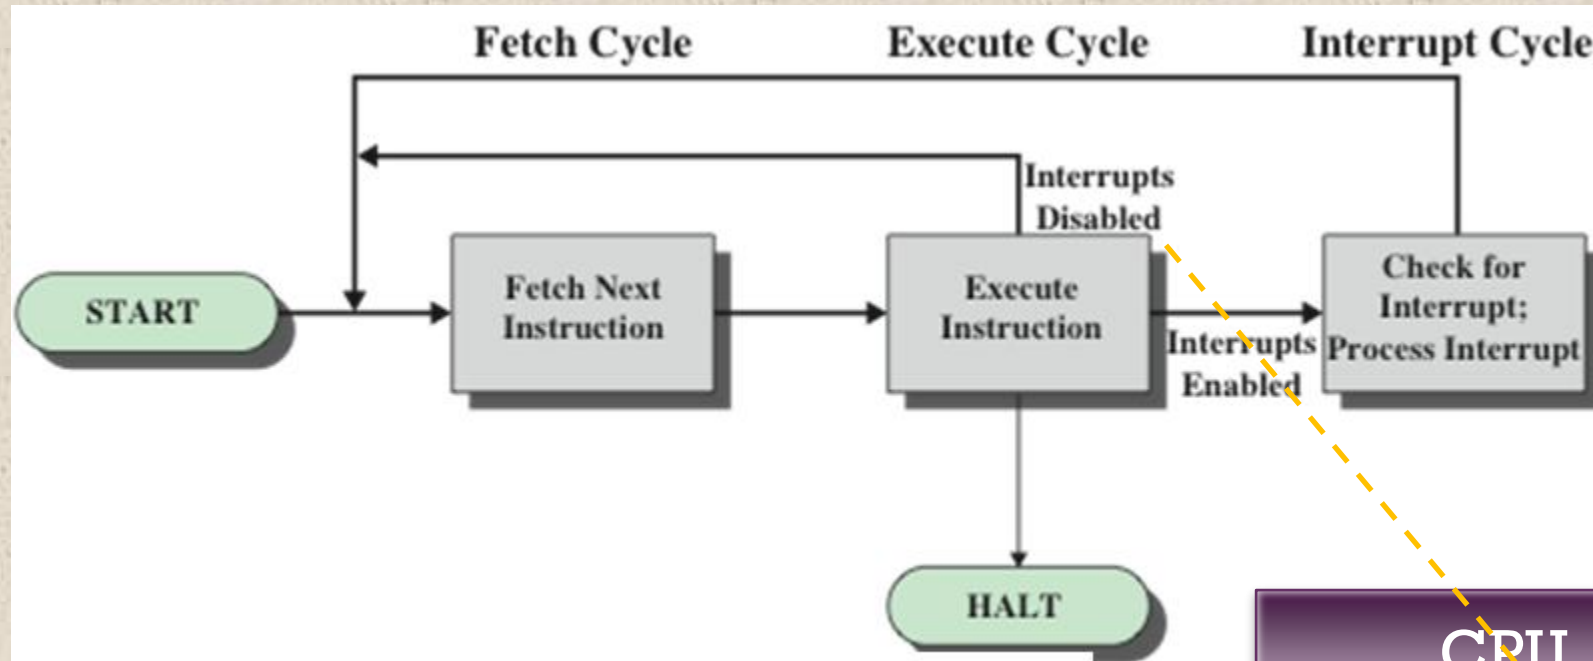 Fetch Cycle
Execute Cycle
Interrupt Cycle
Interrupts
Disabled
START
Fetch Next
Instruction
Execute
Instruction
Interrupts
Enabled
Check for
Interrupt;
Process Interrupt
HALT
CPU